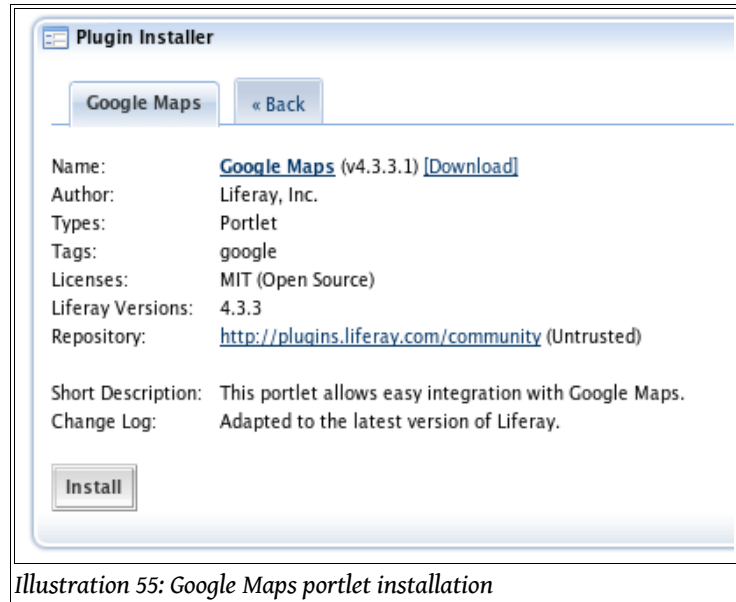 Plugin Installer
Google Maps
« Back
Name: Google Maps (v4.3.3.1) [Download]
Author: Liferay, Inc.
Types: Portlet
Tags: google
Licenses: MIT (Open Source)
Liferay Versions: 4.3.3
Repository: http://plugins.liferay.com/community (Untrusted)
Short Description: This portlet allows easy integration with Google Maps.
Change Log: Adapted to the latest version of Liferay.
Install
Illustration 55: Google Maps portlet installation